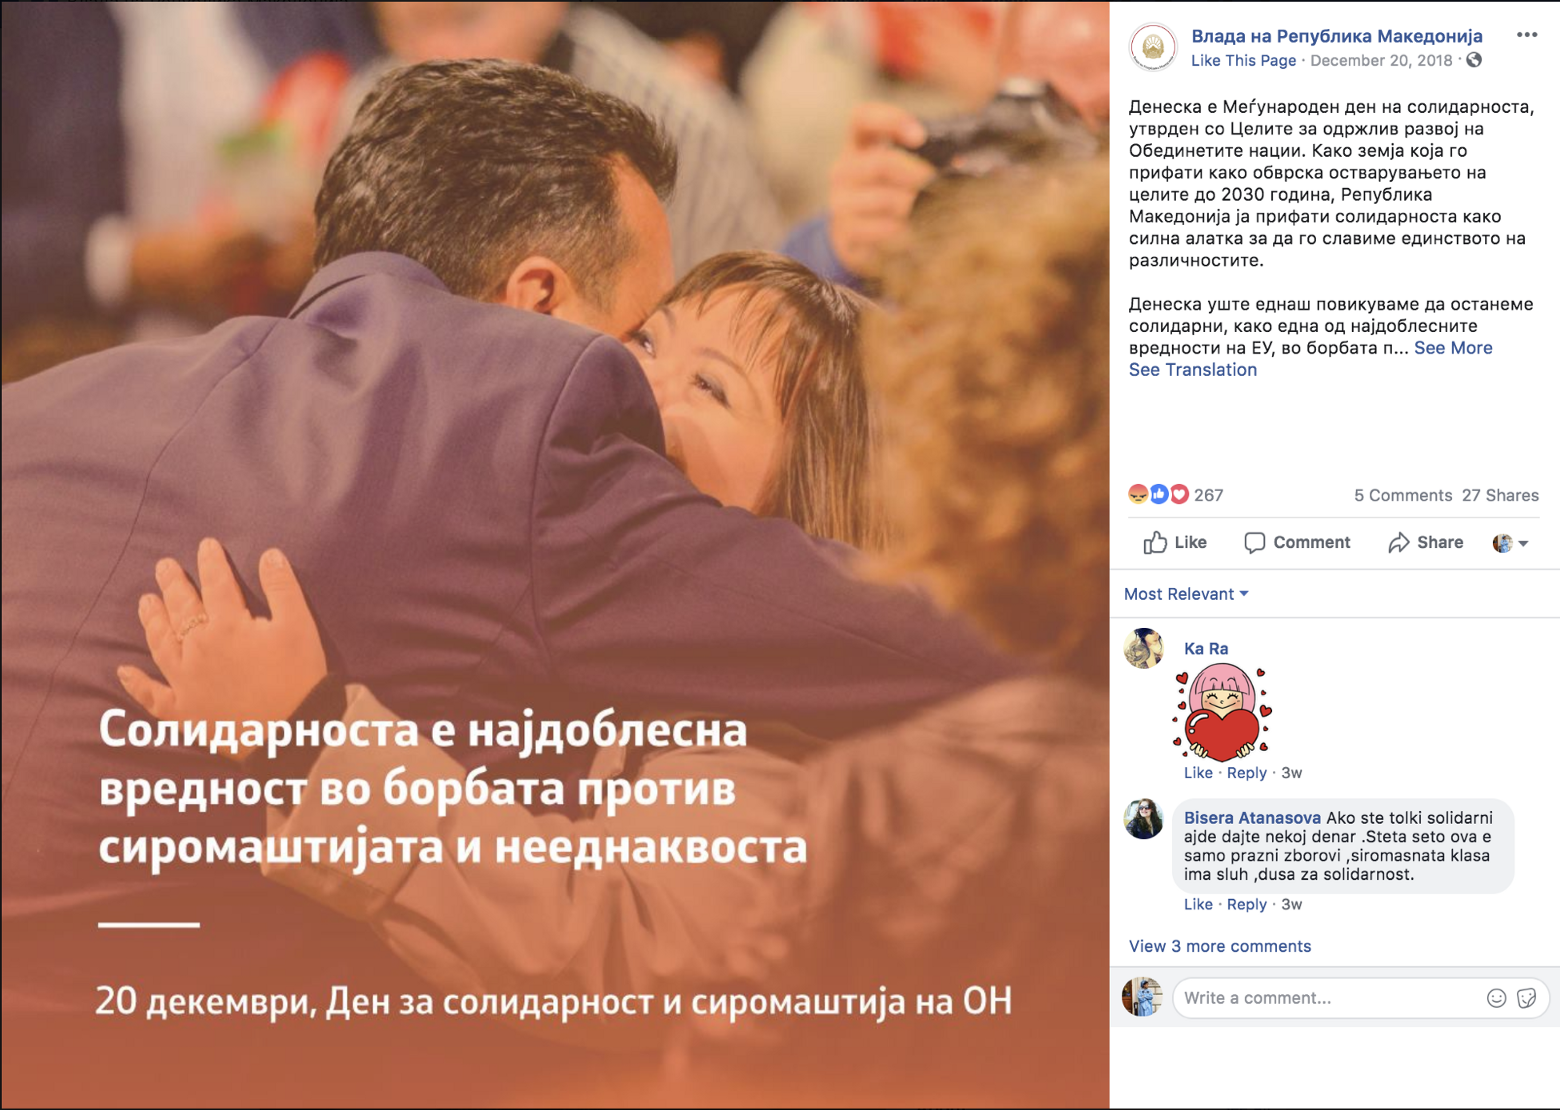 Солидарноста е најдоблесна
вредност во борбата против
сиромаштијата и нееднаквоста
20 декември, Ден за солидарност и сиромаштија на ОН
Влада на Република Македонија
Like This Page · December 20, 2018 ·
Денеска е Меѓународен ден на солидарноста,
утврден со Целите за одржлив развој на
Обединетите нации. Како земја која го
прифати како обврска остварувањето на
целите до 2030 година, Република
Македонија ја прифати солидарноста како
силна алатка за да го славиме единството на
различностите.
Денеска уште еднаш повикуваме да останеме
солидарни, како една од најдоблесните
вредности на ЕУ, во борбата п... See More
See Translation
267
5 Comments 27 Shares
Like Comment Share
Most Relevant
Ka Ra
Like · Reply · 3w
Bisera Atanasova Ako ste tolki solidarni
ajde dajte nekoj denar .Steta seto ova e
samo prazni zborovi ,siromasnata klasa
ima sluh ,dusa za solidarnost.
Like · Reply · 3w
View 3 more comments
Write a comment...